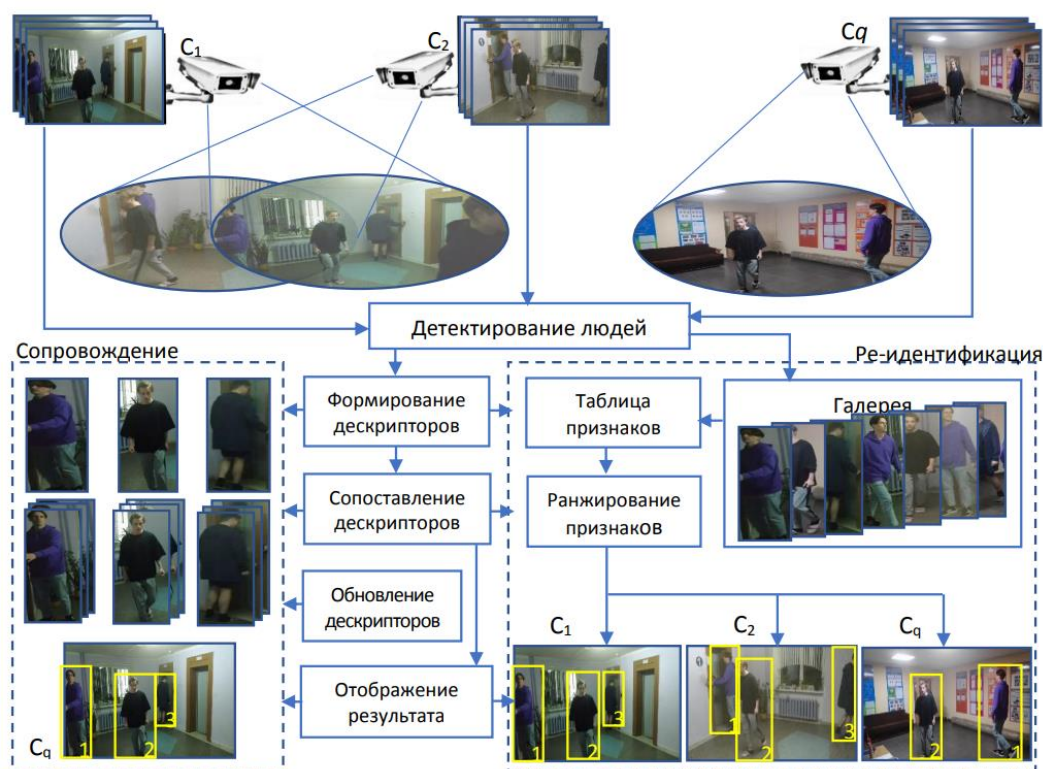 C1
C2
Cq
Детектирование людей
Сопровождение
Ре-идентификация
Формирование
дескрипторов
Таблица
признаков
Галерея
Сопоставление
дескрипторов
Ранжирование
признаков
Обновление
дескрипторов
C1
C2
Cq
Отображение
результата
Cq
1
2
3
1
2
3
1
2
3
2
1